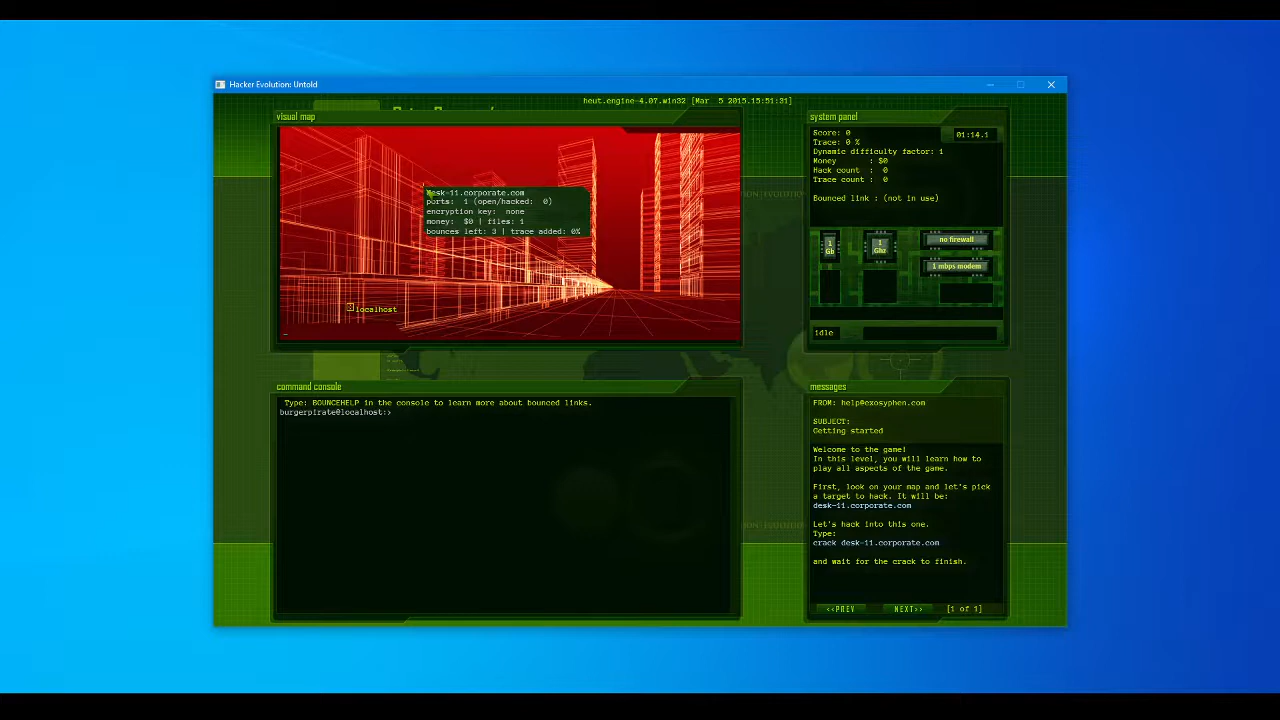 Hacker Evolution: Untold
heut.engine-4.07.win32 [Mar  5 2015.15:51:31]
visual map
desk-11.corporate.com
ports:  1 (open/hacked:  0)
encryption key:  none
money:  $0 | files: 1
bounces left: 3 | trace added: 0%
localhost
system panel
01:14.1
Score: 0
Trace: 0 %
Dynamic difficulty factor: 1
Money      : $0
Hack count :  0
Trace count :  0
Bounced link : (not in use)
1 Gb
1 Ghz
no firewall
1 mbps modem
idle
command console
Type: BOUNCEHELP in the console to learn more about bounced links.
burgerpirate@localhost:>
messages
FROM: help@exosyphen.com
SUBJECT:
Getting started
Welcome to the game!
In this level, you will learn how to
play all aspects of the game.
First, look on your map and let's pick
a target to hack. It will be:
desk-11.corporate.com
Let's hack into this one.
Type:
crack desk-11.corporate.com
and wait for the crack to finish.
<<PREV
NEXT>>
[1 of 1]